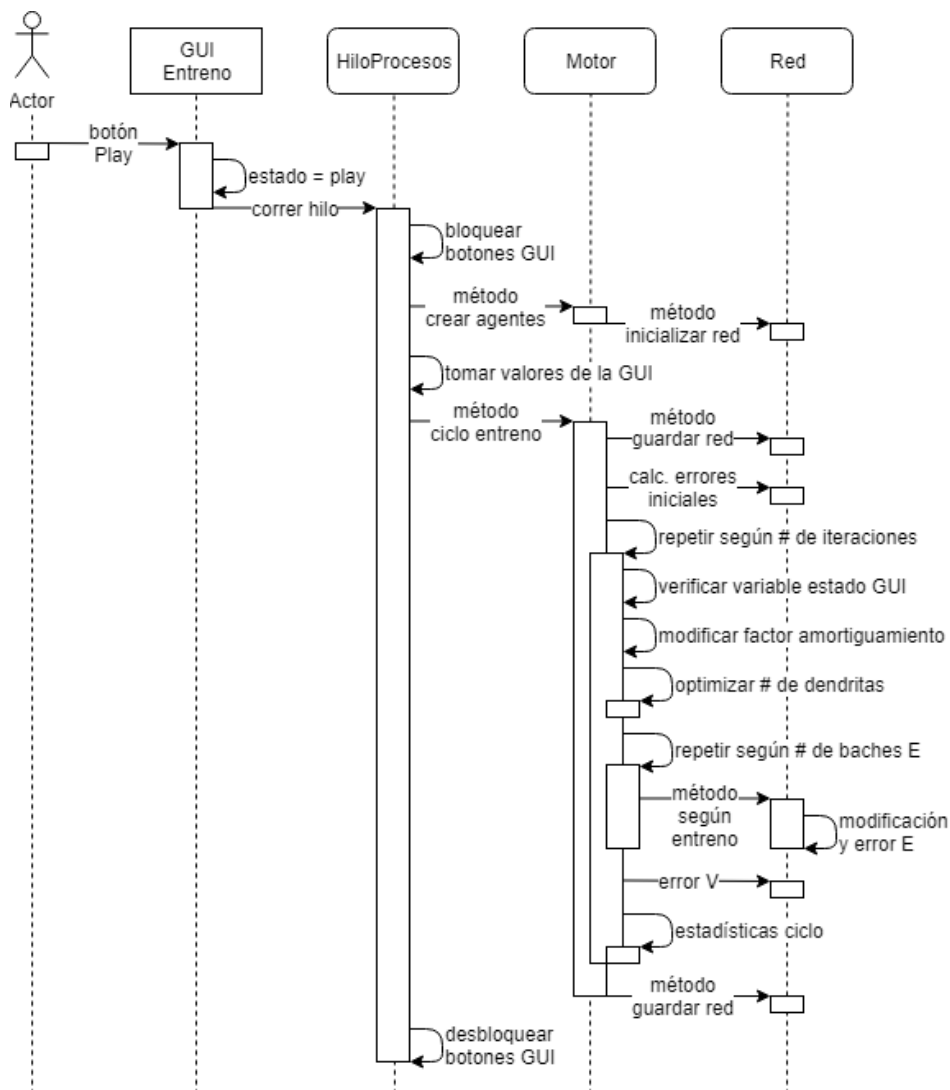 Actor
GUI
Entreno
HiloProcesos
Motor
Red
botón
Play
estado = play
correr hilo
bloquear
botones GUI
método
crear agentes
método
inicializar red
tomar valores de la GUI
método
ciclo entreno
método
guardar red
calc. errores
iniciales
repetir según # de iteraciones
verificar variable estado GUI
modificar factor amortiguamiento
optimizar # de dendritas
repetir según # de baches E
método
según
entreno
modificación
y error E
error V
estadísticas ciclo
método
guardar red
desbloquear
botones GUI